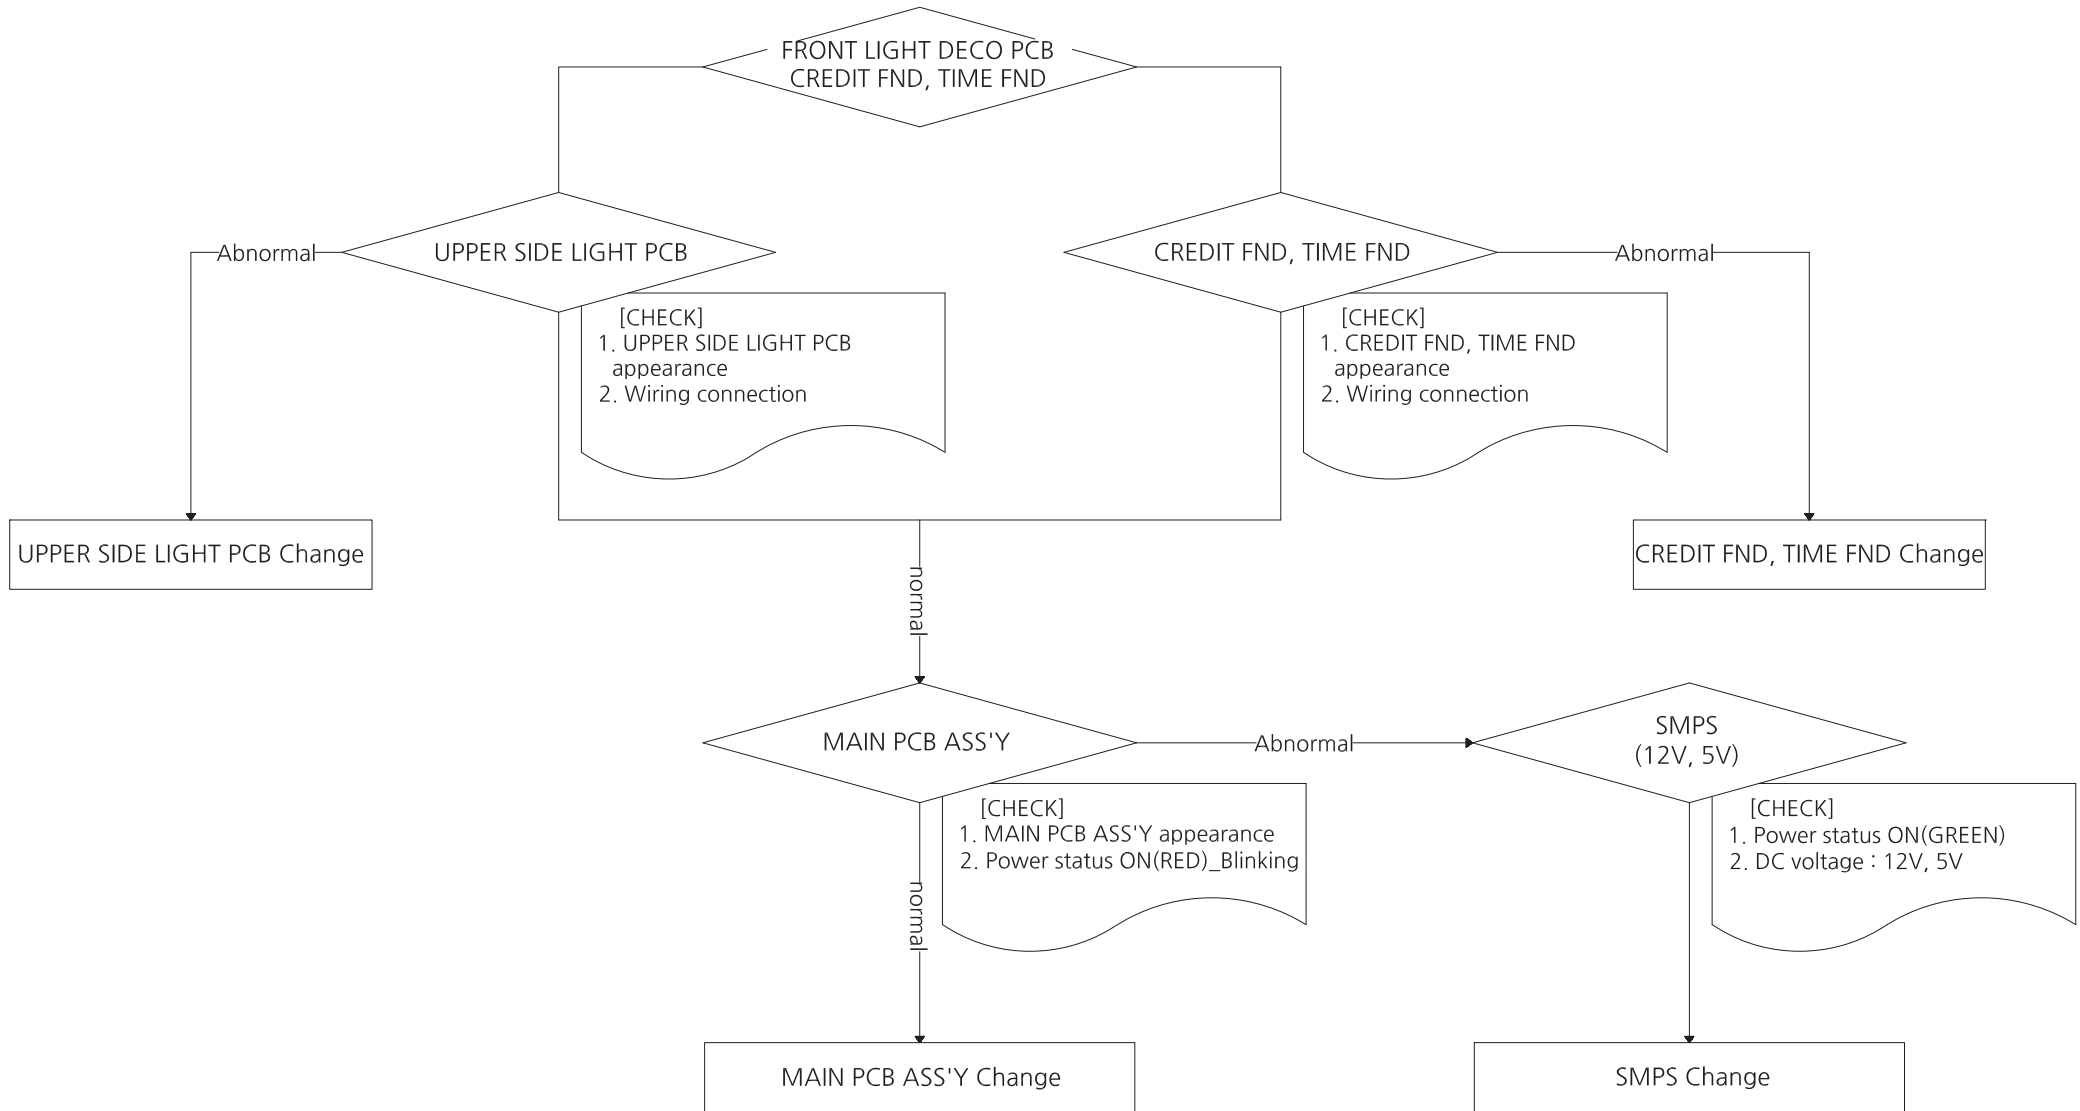 FRONT LIGHT DECO PCB
CREDIT FND, TIME FND
Abnormal
UPPER SIDE LIGHT PCB
CREDIT FND, TIME FND
Abnormal
[CHECK]
1. UPPER SIDE LIGHT PCB
appearance
2. Wiring connection
[CHECK]
1. CREDIT FND, TIME FND
appearance
2. Wiring connection
UPPER SIDE LIGHT PCB Change
CREDIT FND, TIME FND Change
normal
MAIN PCB ASS'Y
Abnormal
SMPS
(12V, 5V)
[CHECK]
1. MAIN PCB ASS'Y appearance
2. Power status ON(RED)_Blinking
[CHECK]
1. Power status ON(GREEN)
2. DC voltage : 12V, 5V
normal
MAIN PCB ASS'Y Change
SMPS Change